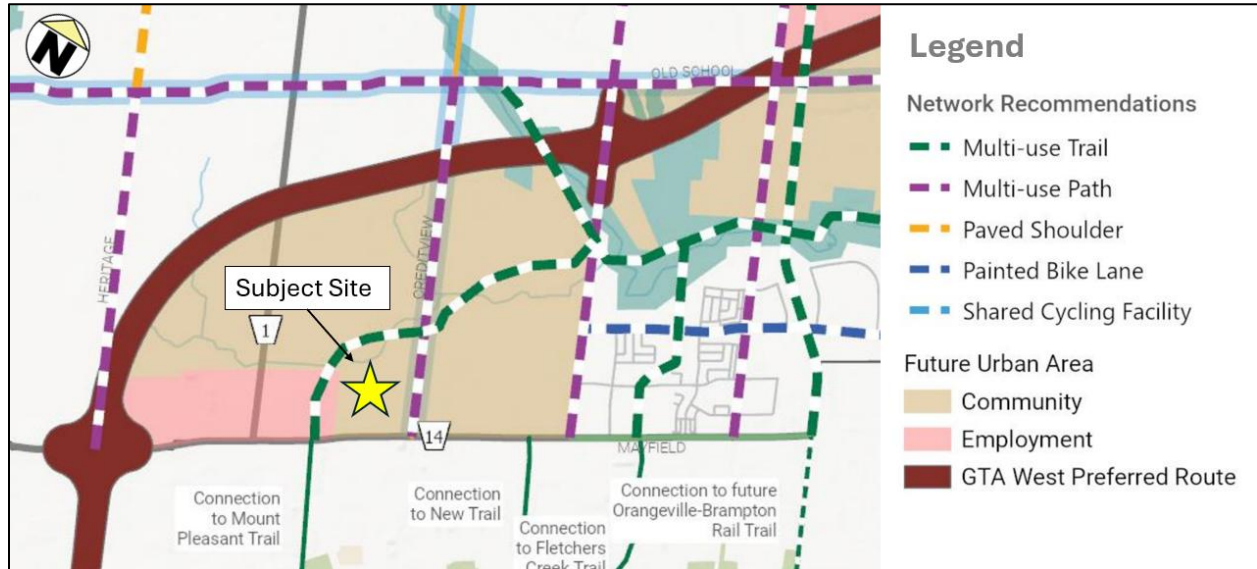 N
OLD SCHOOL
HERITAGE
CREDITVIEW
Subject Site
1
14
MAYFIELD
Connection
to Mount
Pleasant Trail
Connection
to New Trail
Connection
to Fletchers
Creek Trail
Connection to future
Orangeville-Brampton
Rail Trail
Legend
Network Recommendations
Multi-use Trail
Multi-use Path
Paved Shoulder
Painted Bike Lane
Shared Cycling Facility
Future Urban Area
Community
Employment
GTA West Preferred Route